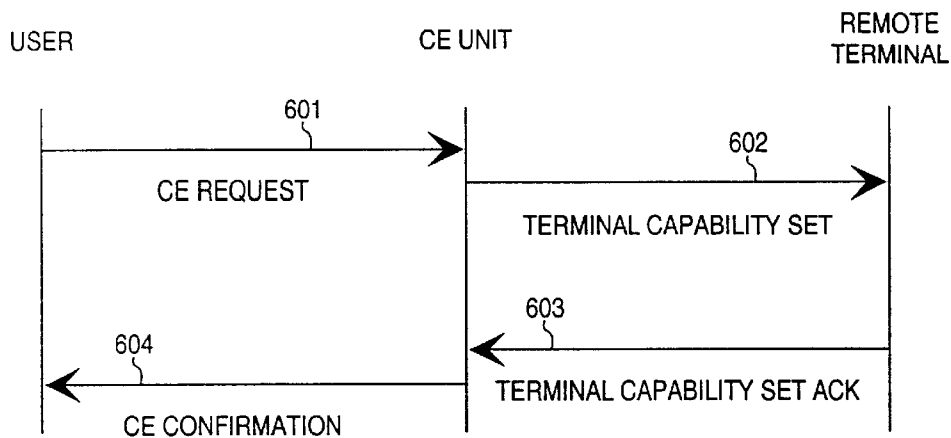 USER
CE UNIT
REMOTE
TERMINAL
601
CE REQUEST
602
TERMINAL CAPABILITY SET
603
TERMINAL CAPABILITY SET ACK
604
CE CONFIRMATION